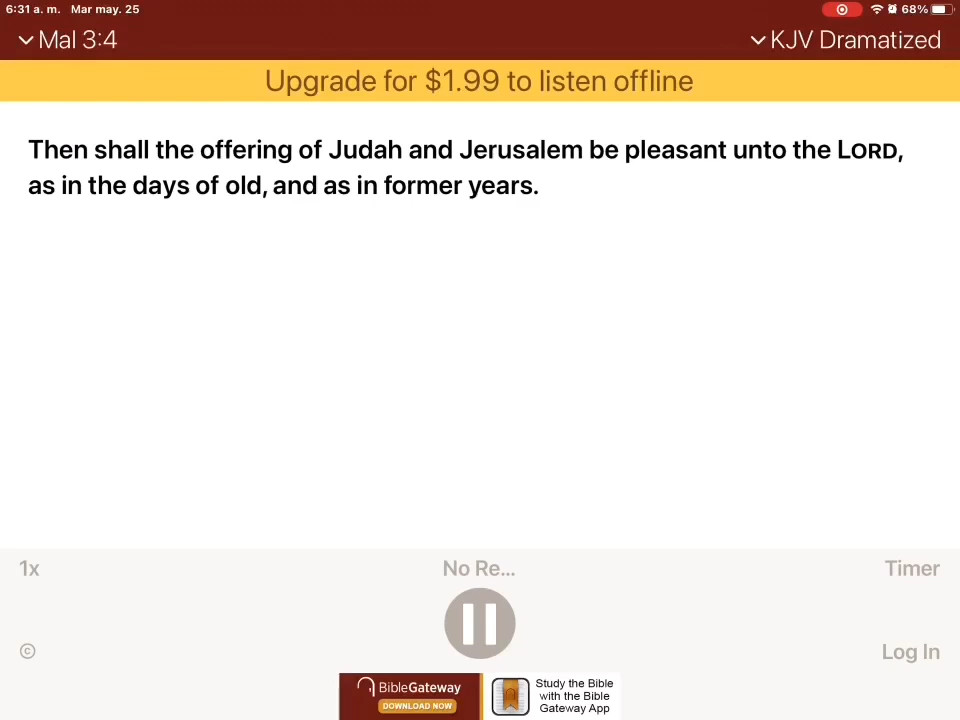 6:31 a. m. Mar may. 25 68%
Mal 3:4 KJV Dramatized
Upgrade for $1.99 to listen offline
Then shall the offering of Judah and Jerusalem be pleasant unto the LORD,
as in the days of old, and as in former years.
1x No Re... Timer
© Log In
BibleGateway
DOWNLOAD NOW
Study the Bible
with the Bible
Gateway App